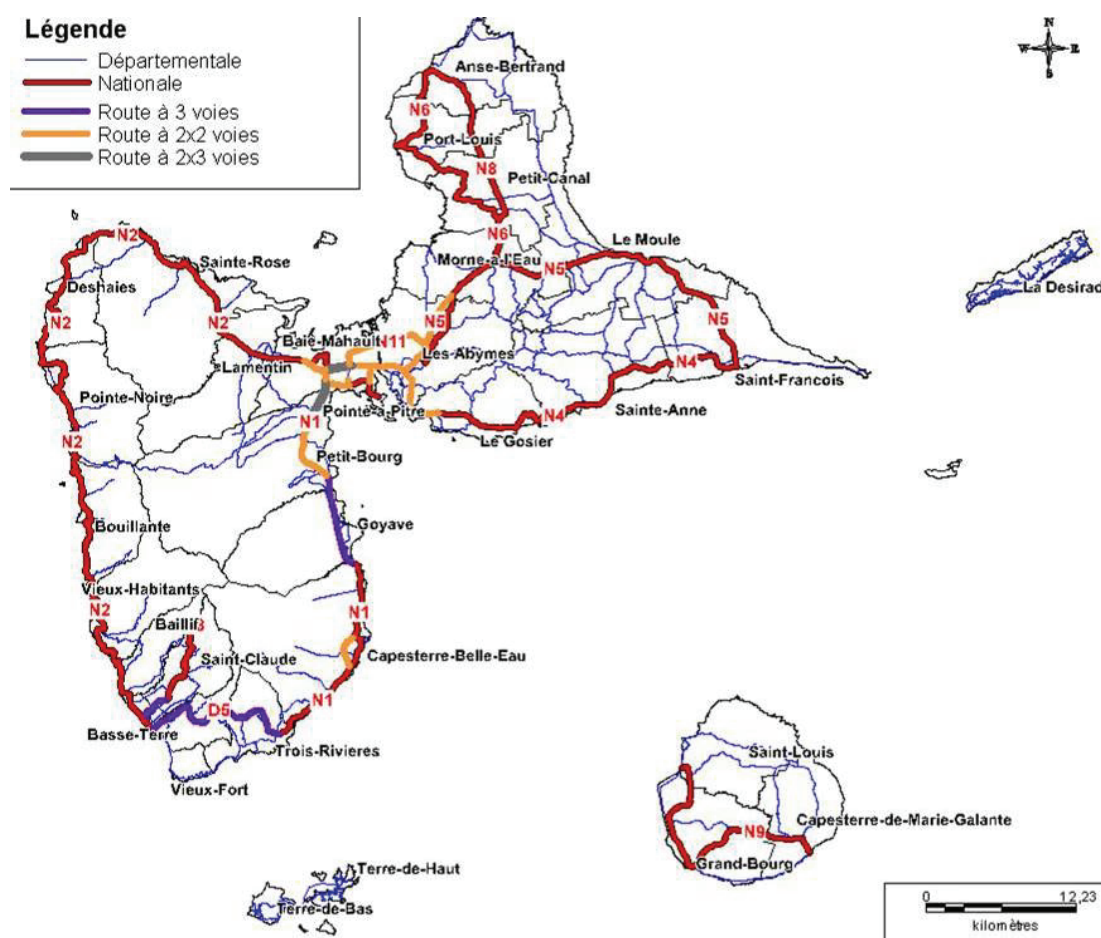 Légende
Départementale
Nationale
Route à 3 voies
Route à 2x2 voies
Route à 2x3 voies
N
W E
S
Anse-Bertrand
N6
Port-Louis
N8
Petit-Canal
N6
Le Moule
Morne-à-l'Eau
N5
N2
Sainte-Rose
Deshaies
La Desirad
N2
N2
N5
N5
Baie-Mahault
N11
Les Abymes
Lamentin
N4
Saint-Francois
Pointe-Noire
Pointe-a-Pitre
Sainte-Anne
N1
N4
Le Gosier
N2
Petit-Bourg
Bouillante
Goyave
Vieux-Habitants
N2
N1
Baillif
3
Saint-Claude
Capesterre-Belle-Eau
N1
D5
Basse-Terre
Trois-Rivieres
Vieux-Fort
Saint-Louis
Capesterre-de-Marie-Galante
N9
Grand-Bourg
Terre-de-Haut
Terre-de-Bas
0 12,23
kilomètres